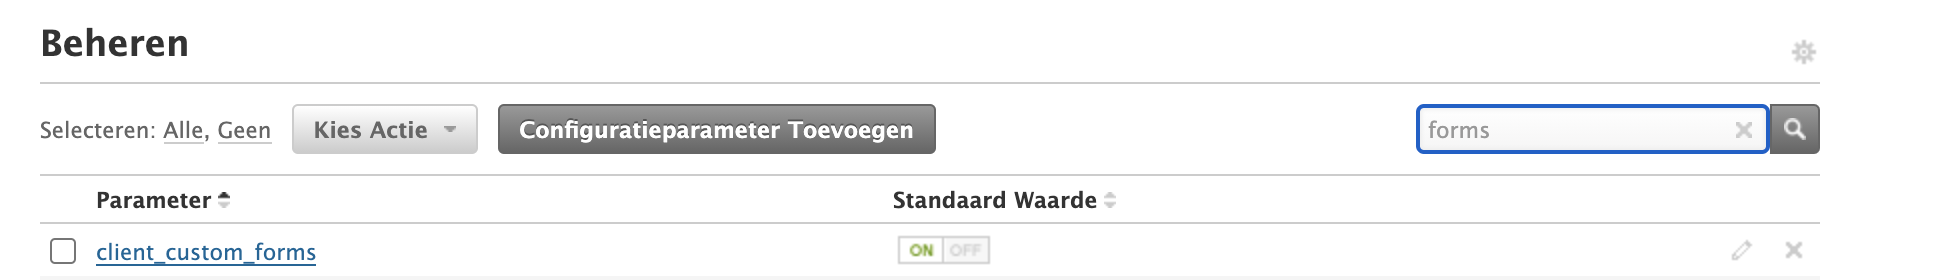 Beheren
Selecteren: Alle, Geen Kies Actie Configuratieparameter Toevoegen forms
Parameter Standaard Waarde
client_custom_forms ON OFF